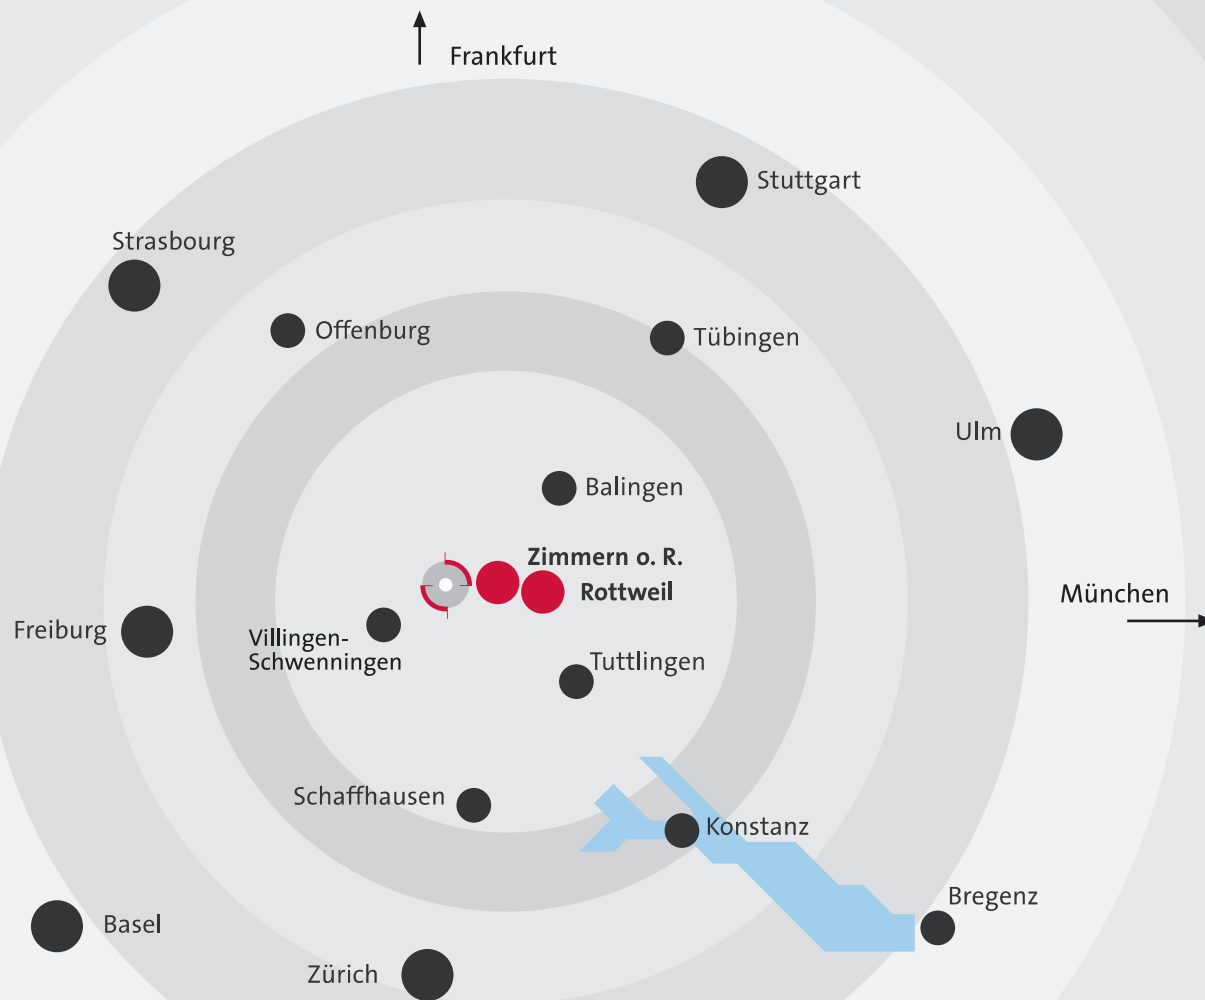 Frankfurt
Stuttgart
Strasbourg
Offenburg
Tübingen
Ulm
Balingen
Zimmern o. R.
Rottweil
München
Freiburg
Villingen-
Schwenningen
Tuttlingen
Schaffhausen
Konstanz
Bregenz
Basel
Zürich